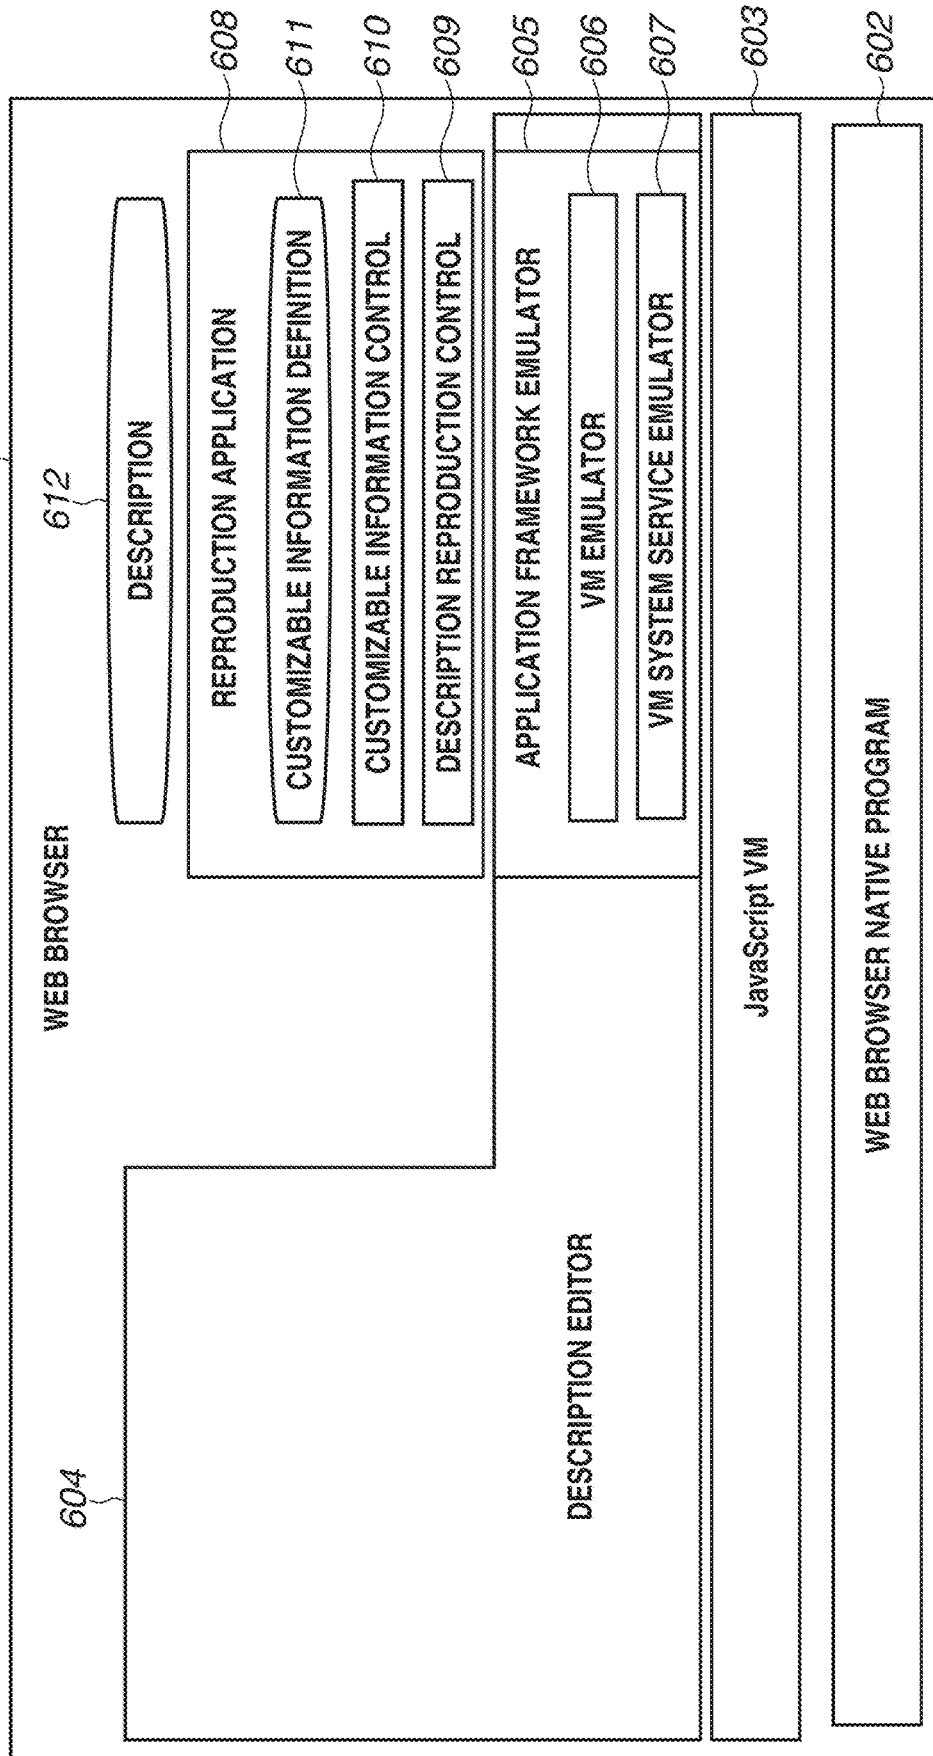 WEB BROWSER
612
DESCRIPTION
608
REPRODUCTION APPLICATION
611
CUSTOMIZABLE INFORMATION DEFINITION
610
CUSTOMIZABLE INFORMATION CONTROL
609
DESCRIPTION REPRODUCTION CONTROL
604
DESCRIPTION EDITOR
605
APPLICATION FRAMEWORK EMULATOR
606
VM EMULATOR
607
VM SYSTEM SERVICE EMULATOR
603
JavaScript VM
602
WEB BROWSER NATIVE PROGRAM